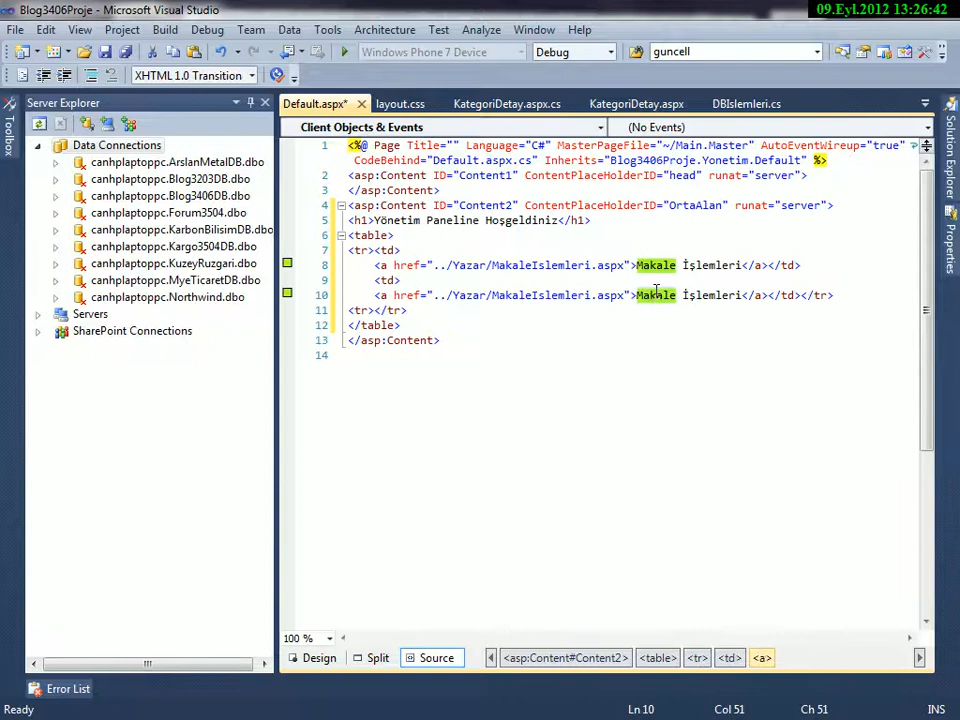 Blog3406Proje - Microsoft Visual Studio
09.Eyl.2012 13:26:42
File Edit View Project Build Debug Team Data Tools Architecture Test Analyze Window Help
Windows Phone 7 Device Debug guncell
XHTML 1.0 Transition
Server Explorer
Default.aspx* layout.css KategoriDetay.aspx.cs KategoriDetay.aspx DBIslemleri.cs
Client Objects & Events (No Events)
Toolbox
Solution Explorer
Properties
Data Connections
canhplaptoppc.ArslanMetalDB.dbo
canhplaptoppc.Blog3203DB.dbo
canhplaptoppc.Blog3406DB.dbo
canhplaptoppc.Forum3504.dbo
canhplaptoppc.KarbonBilisimDB.dbo
canhplaptoppc.Kargo3504DB.dbo
canhplaptoppc.KuzeyRuzgari.dbo
canhplaptoppc.MyeTicaretDB.dbo
canhplaptoppc.Northwind.dbo
Servers
SharePoint Connections
1 <%@ Page Title="" Language="C#" MasterPageFile="~/Main.Master" AutoEventWireup="true"
CodeBehind="Default.aspx.cs" Inherits="Blog3406Proje.Yonetim.Default" %>
2 <asp:Content ID="Content1" ContentPlaceHolderID="head" runat="server">
3 </asp:Content>
4 <asp:Content ID="Content2" ContentPlaceHolderID="OrtaAlan" runat="server">
5 <h1>Yönetim Paneline Hoşgeldiniz</h1>
6 <table>
7 <tr><td>
8 <a href="../Yazar/MakaleIslemleri.aspx">Makale İşlemleri</a></td>
9 <td>
10 <a href="../Yazar/MakaleIslemleri.aspx">Makale İşlemleri</a></td></tr>
11 <tr></tr>
12 </table>
13 </asp:Content>
14
100 %
Design Split Source <asp:Content#Content2> <table> <tr> <td> <a>
Error List
Ready Ln 10 Col 51 Ch 51 INS